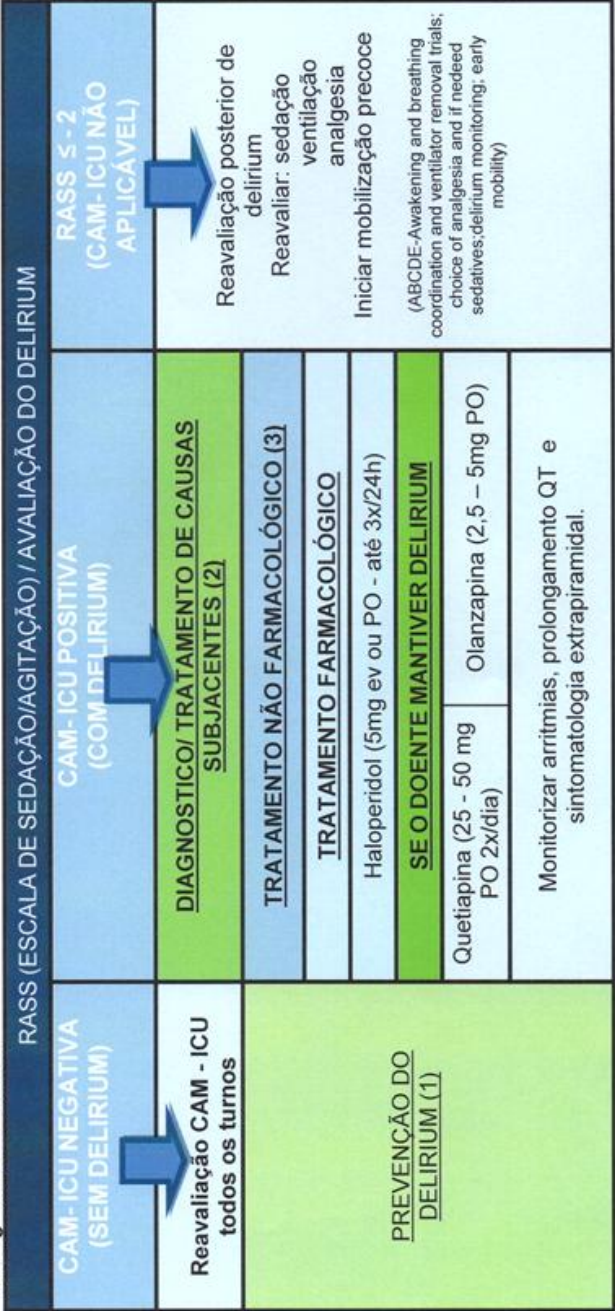 RASS (ESCALA DE SEDAÇÃO/AGITAÇÃO) / AVALIAÇÃO DO DELIRIUM
CAM- ICU NEGATIVA
(SEM DELIRIUM)
Reavaliação CAM - ICU
todos os turnos
PREVENÇÃO DO
DELIRIUM (1)
CAM- ICU POSITIVA
(COM DELIRIUM)
DIAGNOSTICO/ TRATAMENTO DE CAUSAS
SUBJACENTES (2)
TRATAMENTO NÃO FARMACOLÓGICO (3)
TRATAMENTO FARMACOLÓGICO
Haloperidol (5mg ev ou PO - até 3x/24h)
SE O DOENTE MANTIVER DELIRIUM
Quetiapina (25 - 50 mg
PO 2x/dia)
Olanzapina (2,5 – 5mg PO)
Monitorizar arritmias, prolongamento QT e
sintomatologia extrapiramidal.
RASS ≤ - 2
(CAM- ICU NÃO
APLICÁVEL)
Reavaliação posterior de
delirium
Reavaliar: sedação
ventilação
analgesia
Iniciar mobilização precoce
(ABCDE-Awakening and breathing
coordination and ventilator removal trials;
choice of analgesia and if nedeed
sedatives;delirium monitoring; early
mobility)